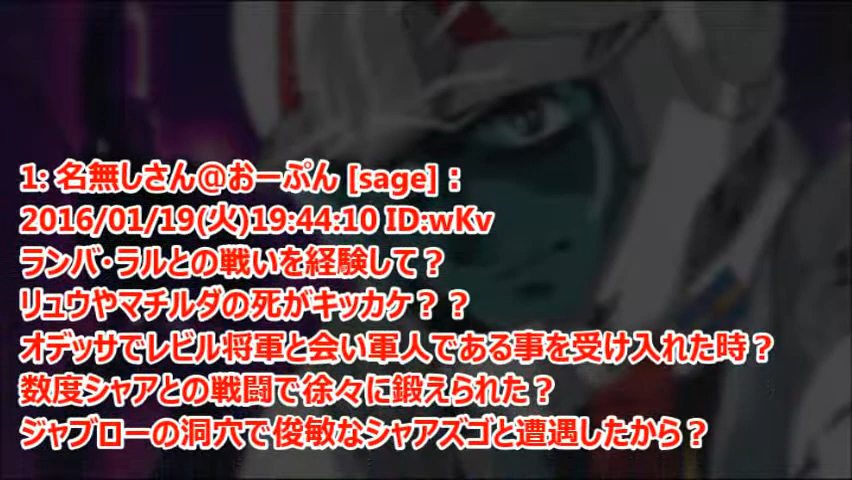 1: 名無しさん@おーぷん [sage]：
2016/01/19(火)19:44:10 ID:wKv
ランバ・ラルとの戦いを経験して？
リュウやマチルダの死がキッカケ？？
オデッサでレビル将軍と会い軍人である事を受け入れた時？
数度シャアとの戦闘で徐々に鍛えられた？
ジャブローの洞穴で俊敏なシャアズゴと遭遇したから？